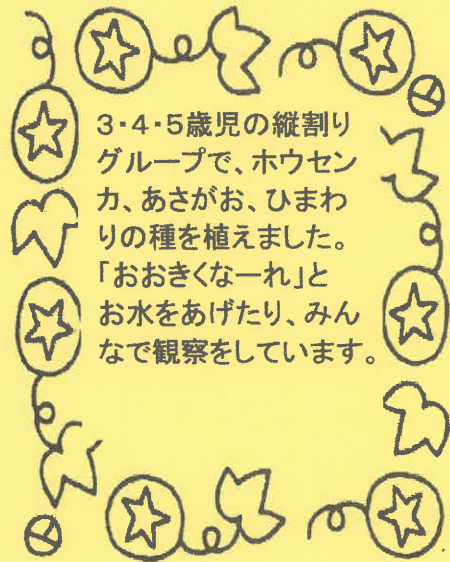 3・4・5歳児の縦割り
グループで、ホウセン
カ、あさがお、ひまわ
りの種を植えました。
「おおきくなーれ」と
お水をあげたり、みん
なで観察をしています。